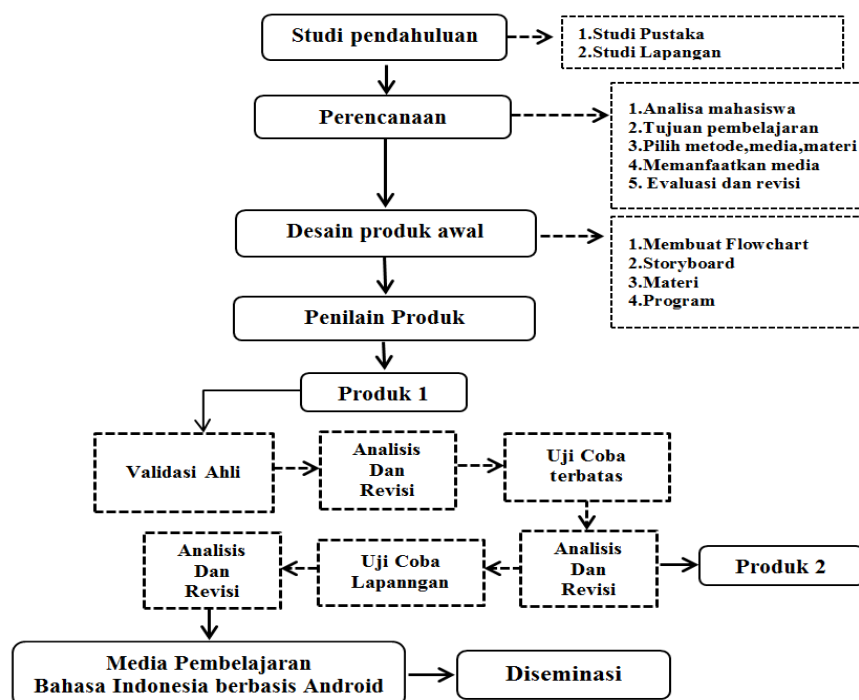 Studi pendahuluan
1.Studi Pustaka
2.Studi Lapangan
Perencanaan
1.Analisa mahasiswa
2.Tujuan pembelajaran
3.Pilih metode,media,materi
4.Memanfaatkan media
5. Evaluasi dan revisi
Desain produk awal
1.Membuat Flowchart
2.Storyboard
3.Materi
4.Program
Penilain Produk
Produk 1
Validasi Ahli
Analisis
Dan
Revisi
Uji Coba
terbatas
Analisis
Dan
Revisi
Produk 2
Uji Coba
Lapanngan
Analisis
Dan
Revisi
Media Pembelajaran
Bahasa Indonesia berbasis Android
Diseminasi